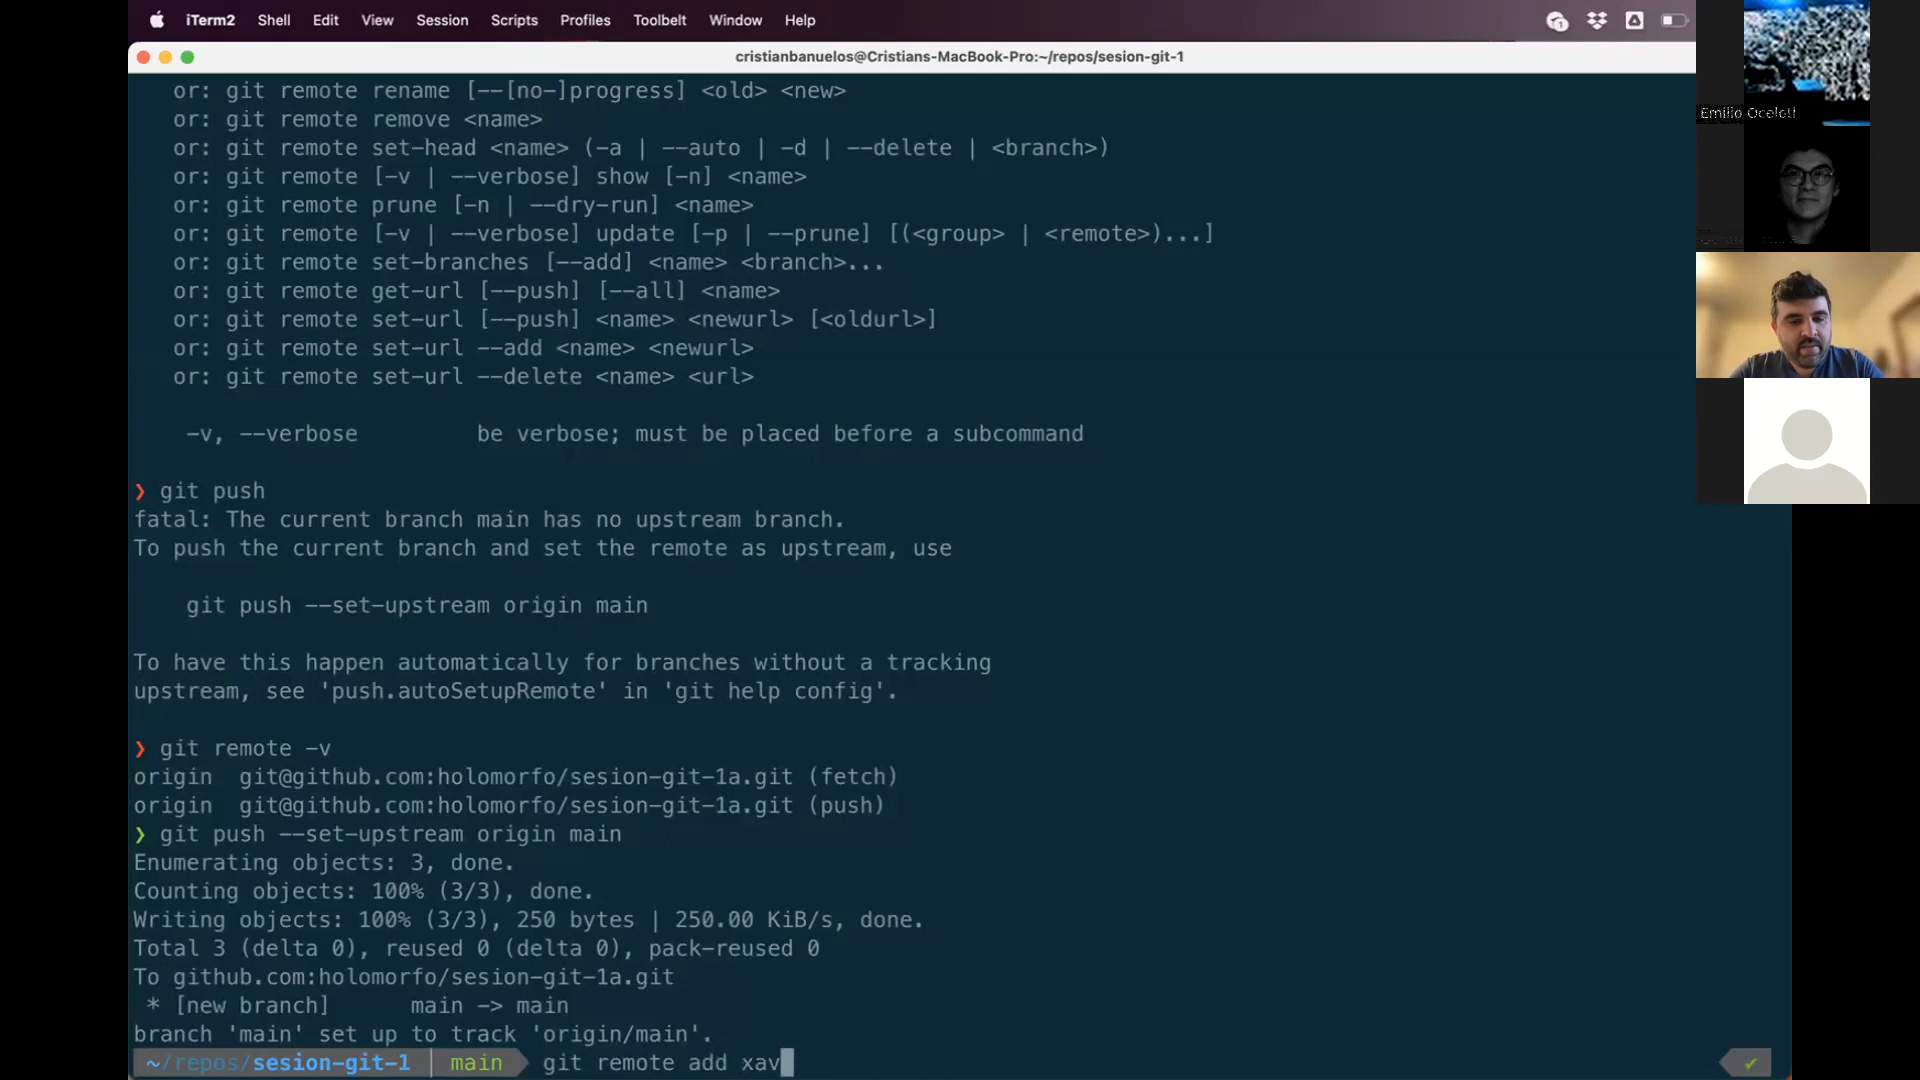 iTerm2 Shell Edit View Session Scripts Profiles Toolbelt Window Help
cristianbanuelos@Cristians-MacBook-Pro:~/repos/sesion-git-1
or: git remote rename [--[no-]progress] <old> <new>
or: git remote remove <name>
or: git remote set-head <name> (-a | --auto | -d | --delete | <branch>)
or: git remote [-v | --verbose] show [-n] <name>
or: git remote prune [-n | --dry-run] <name>
or: git remote [-v | --verbose] update [-p | --prune] [(<group> | <remote>)...]
or: git remote set-branches [--add] <name> <branch>...
or: git remote get-url [--push] [--all] <name>
or: git remote set-url [--push] <name> <newurl> [<oldurl>]
or: git remote set-url --add <name> <newurl>
or: git remote set-url --delete <name> <url>
-v, --verbose be verbose; must be placed before a subcommand
❯ git push
fatal: The current branch main has no upstream branch.
To push the current branch and set the remote as upstream, use
git push --set-upstream origin main
To have this happen automatically for branches without a tracking
upstream, see 'push.autoSetupRemote' in 'git help config'.
❯ git remote -v
origin git@github.com:holomorfo/sesion-git-1a.git (fetch)
origin git@github.com:holomorfo/sesion-git-1a.git (push)
❯ git push --set-upstream origin main
Enumerating objects: 3, done.
Counting objects: 100% (3/3), done.
Writing objects: 100% (3/3), 250 bytes | 250.00 KiB/s, done.
Total 3 (delta 0), reused 0 (delta 0), pack-reused 0
To github.com:holomorfo/sesion-git-1a.git
* [new branch] main -> main
branch 'main' set up to track 'origin/main'.
~/repos/sesion-git-1 main git remote add xav ✔
Emilio Ocelotl